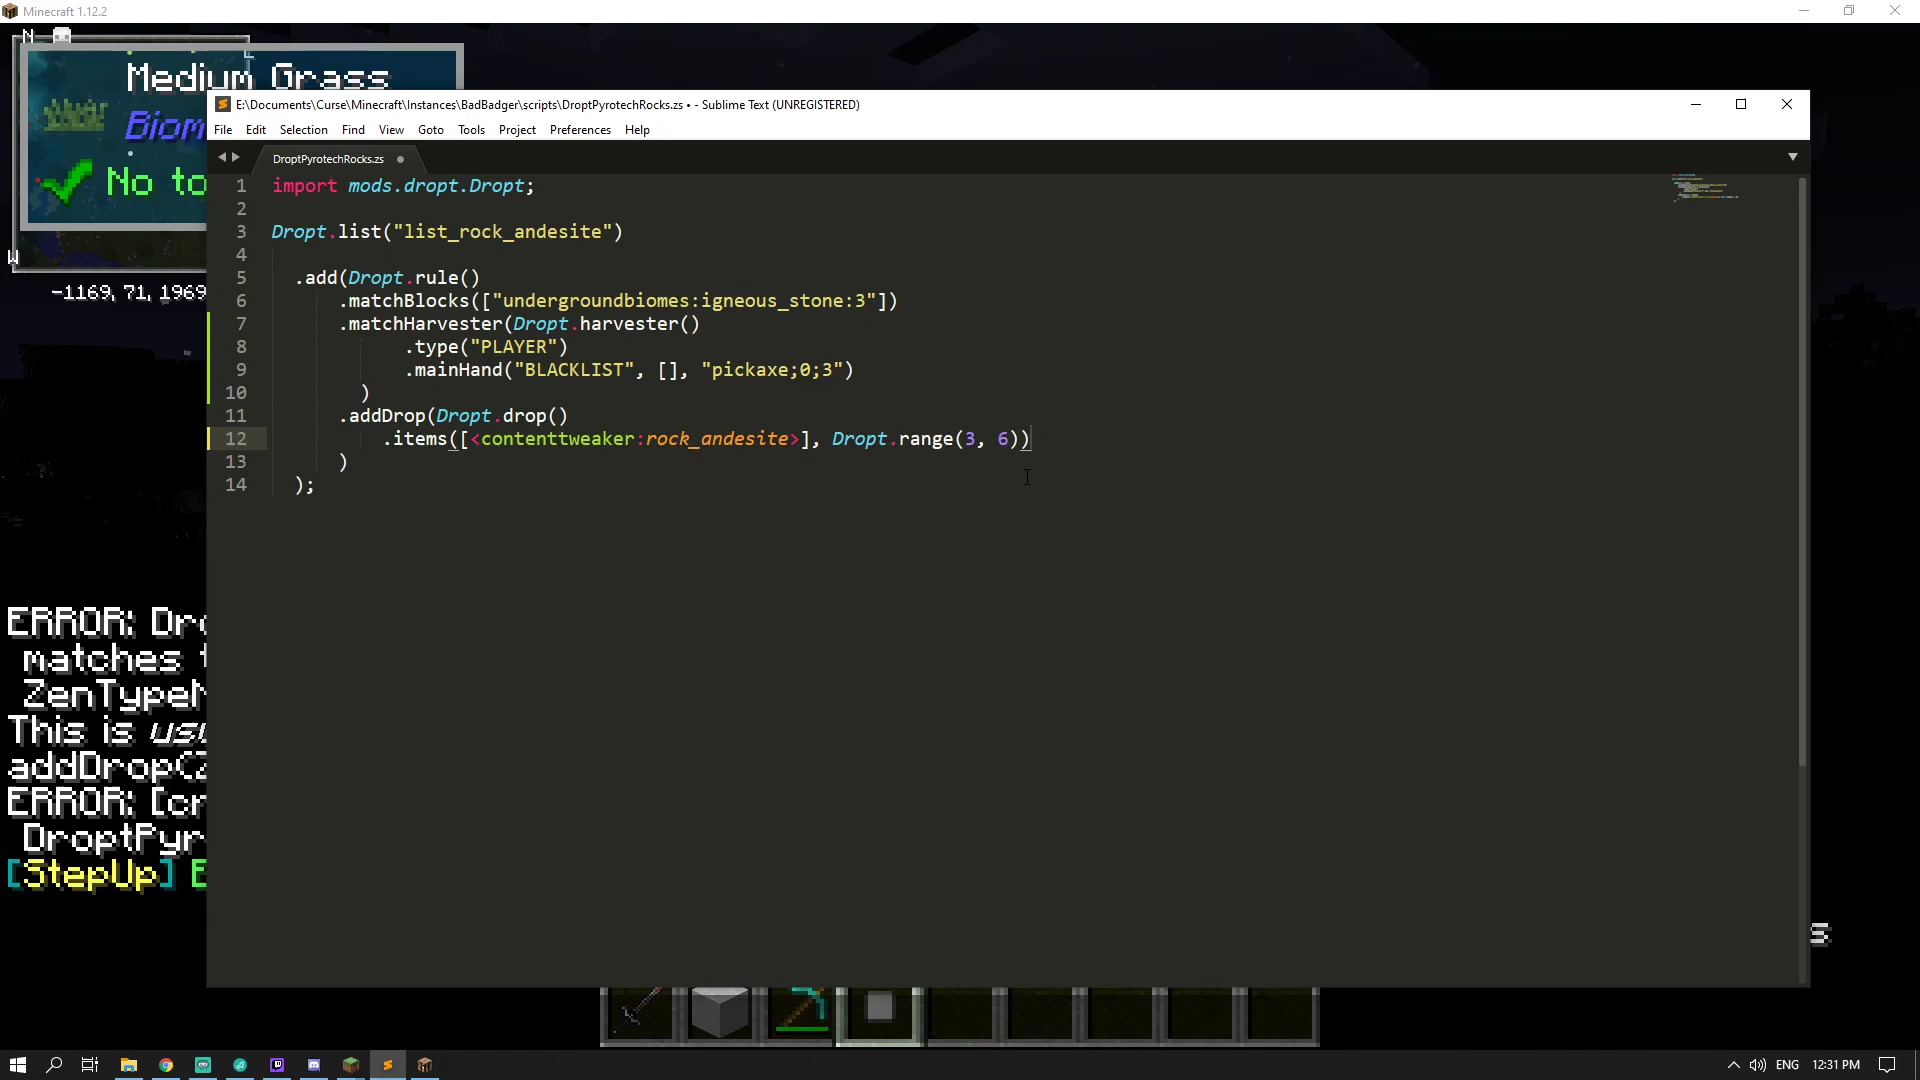 Minecraft 1.12.2
N
Medium Grass
Biom
No to
W
-1169, 71, 1969
E:\Documents\Curse\Minecraft\Instances\BadBadger\scripts\DroptPyrotechRocks.zs • - Sublime Text (UNREGISTERED)
File Edit Selection Find View Goto Tools Project Preferences Help
DroptPyrotechRocks.zs
1 import mods.dropt.Dropt;
2
3 Dropt.list("list_rock_andesite")
4
5 .add(Dropt.rule()
6 .matchBlocks(["undergroundbiomes:igneous_stone:3"])
7 .matchHarvester(Dropt.harvester()
8 .type("PLAYER")
9 .mainHand("BLACKLIST", [], "pickaxe;0;3")
10 )
11 .addDrop(Dropt.drop()
12 .items([<contenttweaker:rock_andesite>], Dropt.range(3, 6))
13 )
14 );
ERROR: Dro
matches t
ZenTypeN
This is usu
addDrop(Z
ERROR: [cr
DroptPyr
[StepUp] E
s
ENG 12:31 PM